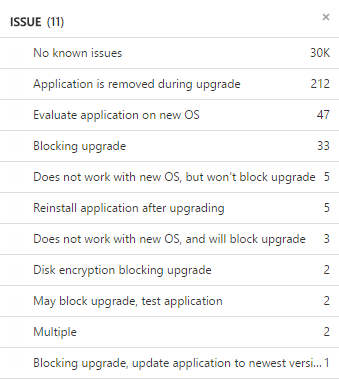 ISSUE (11) ×
No known issues 30K
Application is removed during upgrade 212
Evaluate application on new OS 47
Blocking upgrade 33
Does not work with new OS, but won't block upgrade 5
Reinstall application after upgrading 5
Does not work with new OS, and will block upgrade 3
Disk encryption blocking upgrade 2
May block upgrade, test application 2
Multiple 2
Blocking upgrade, update application to newest versi... 1